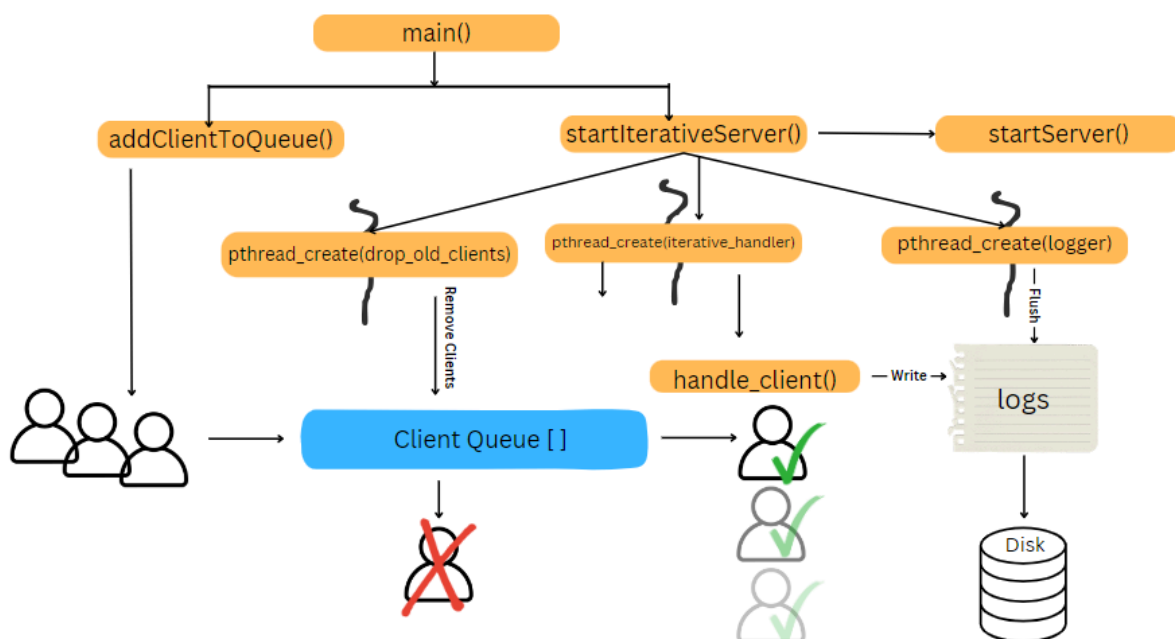 main()
addClientToQueue()
startIterativeServer()
startServer()
pthread_create(drop_old_clients)
pthread_create(iterative_handler)
pthread_create(logger)
Remove Clients
Flush
handle_client()
Write
logs
Client Queue [ ]
Disk